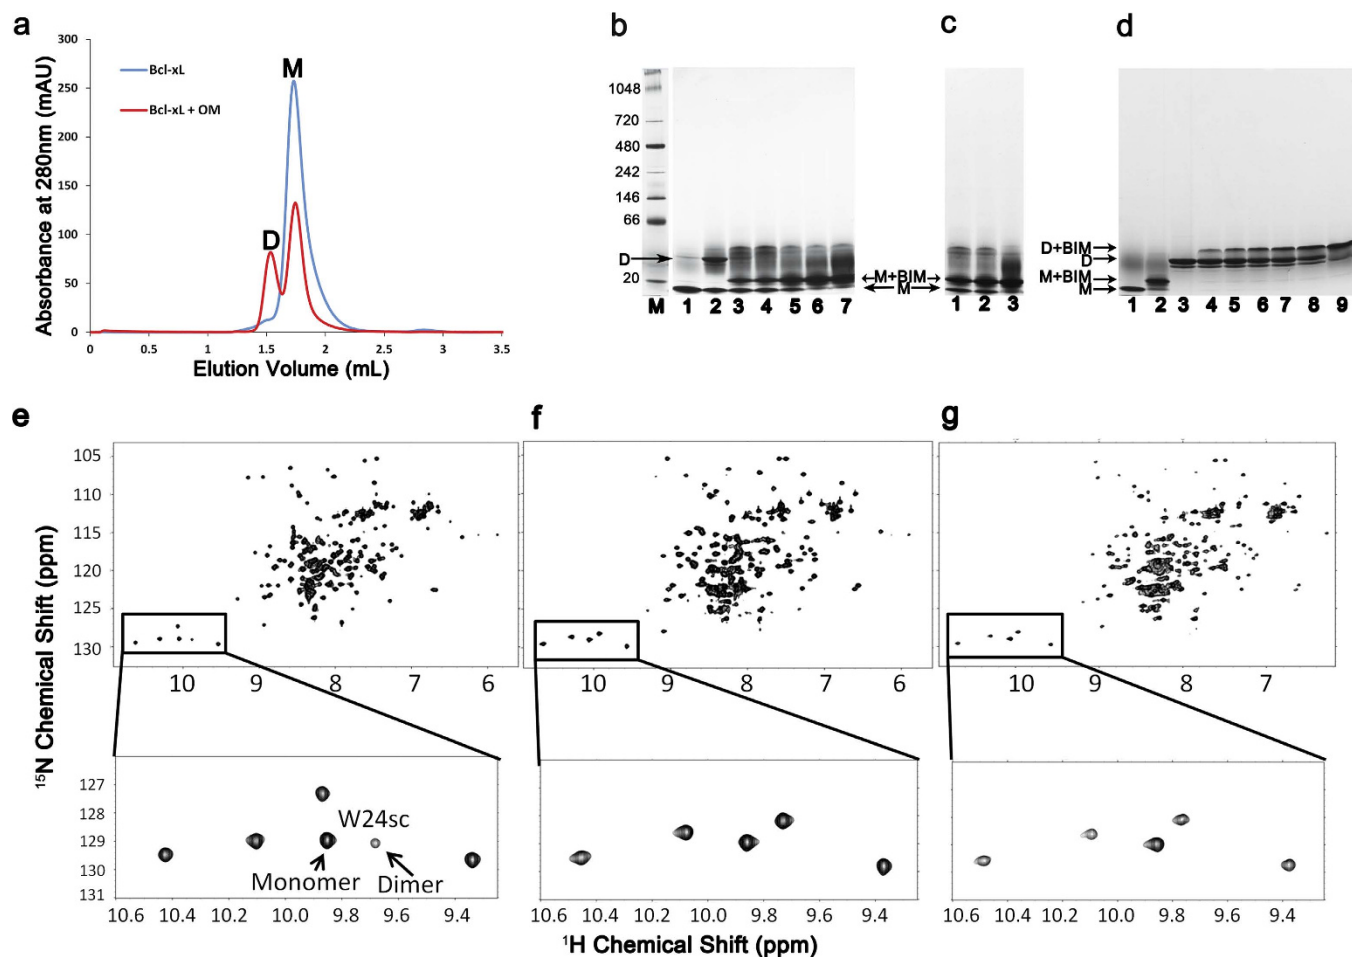 a
300
250
200
150
100
50
0
Absorbance at 280nm (mAU)
Bcl-xL
Bcl-xL + OM
D
M
0 0.5 1 1.5 2 2.5 3 3.5
Elution Volume (mL)
b
1048
720
480
242
146
66
D
20
M 1 2 3 4 5 6 7
M+BIM
M
c
1 2 3
d
D+BIM
D
M+BIM
M
1 2 3 4 5 6 7 8 9
e
105
110
115
120
125
130
10 9 8 7 6
f
10 9 8 7 6
g
10 9 8 7
15N Chemical Shift (ppm)
127
128
129
130
131
W24sc
Monomer
Dimer
10.6 10.4 10.2 10.0 9.8 9.6 9.4
10.6 10.4 10.2 10.0 9.8 9.6 9.4
10.6 10.4 10.2 10.0 9.8 9.6 9.4
1H Chemical Shift (ppm)